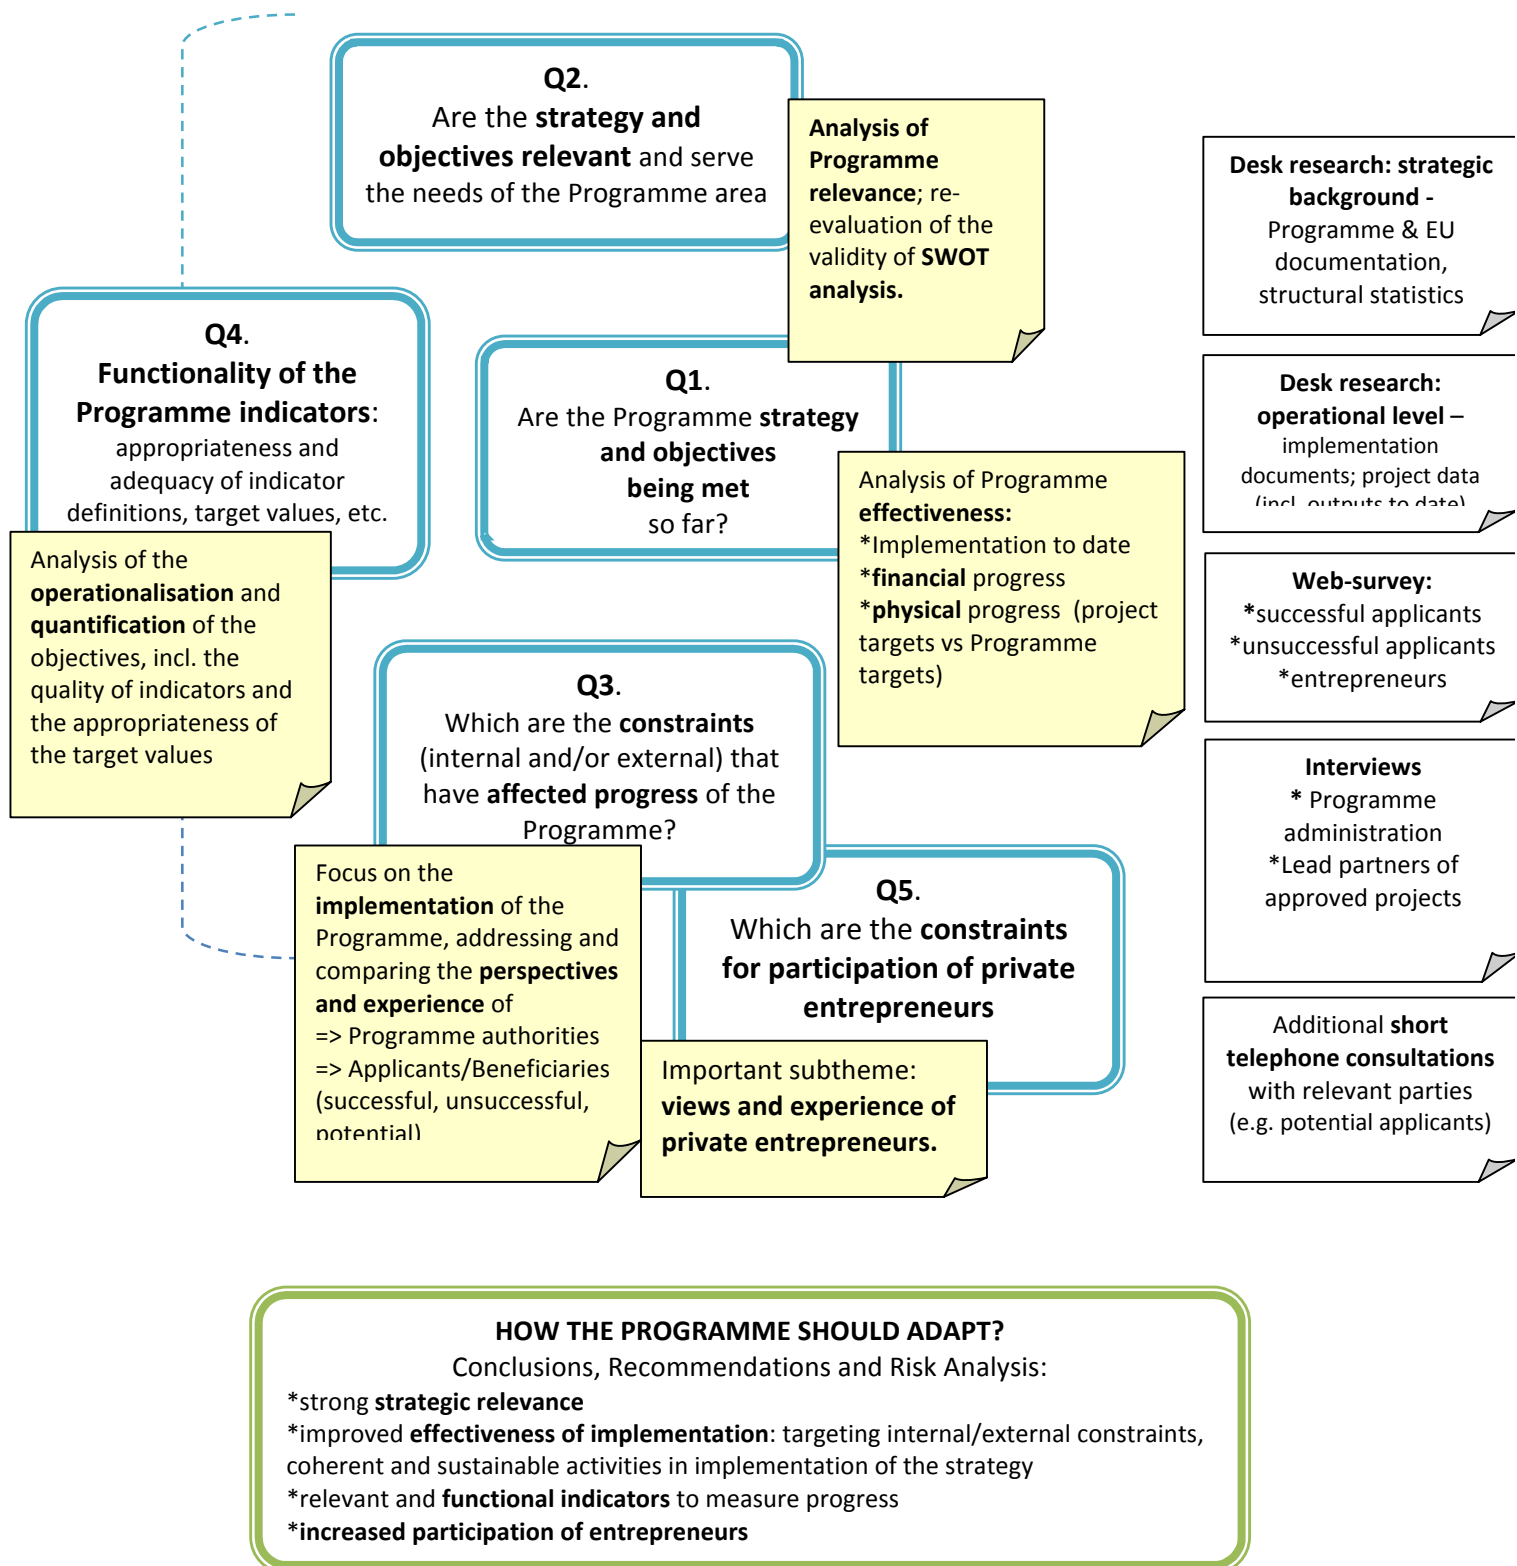 Q2.
Are the strategy and
objectives relevant and serve
the needs of the Programme area
Analysis of
Programme
relevance; re-
evaluation of the
validity of SWOT
analysis.
Q4.
Functionality of the
Programme indicators:
appropriateness and
adequacy of indicator
definitions, target values, etc.
Analysis of the
operationalisation and
quantification of the
objectives, incl. the
quality of indicators and
the appropriateness of
the target values
Q1.
Are the Programme strategy
and objectives
being met
so far?
Analysis of Programme
effectiveness:
*Implementation to date
*financial progress
*physical progress (project
targets vs Programme
targets)
Q3.
Which are the constraints
(internal and/or external) that
have affected progress of the
Programme?
Focus on the
implementation of the
Programme, addressing and
comparing the perspectives
and experience of
=> Programme authorities
=> Applicants/Beneficiaries
(successful, unsuccessful,
potential)
Q5.
Which are the constraints
for participation of private
entrepreneurs
Important subtheme:
views and experience of
private entrepreneurs.
Desk research: strategic
background -
Programme & EU
documentation,
structural statistics
Desk research:
operational level –
implementation
documents; project data
(incl. outputs to date)
Web-survey:
*successful applicants
*unsuccessful applicants
*entrepreneurs
Interviews
* Programme
administration
*Lead partners of
approved projects
Additional short
telephone consultations
with relevant parties
(e.g. potential applicants)
HOW THE PROGRAMME SHOULD ADAPT?
Conclusions, Recommendations and Risk Analysis:
*strong strategic relevance
*improved effectiveness of implementation: targeting internal/external constraints,
coherent and sustainable activities in implementation of the strategy
*relevant and functional indicators to measure progress
*increased participation of entrepreneurs